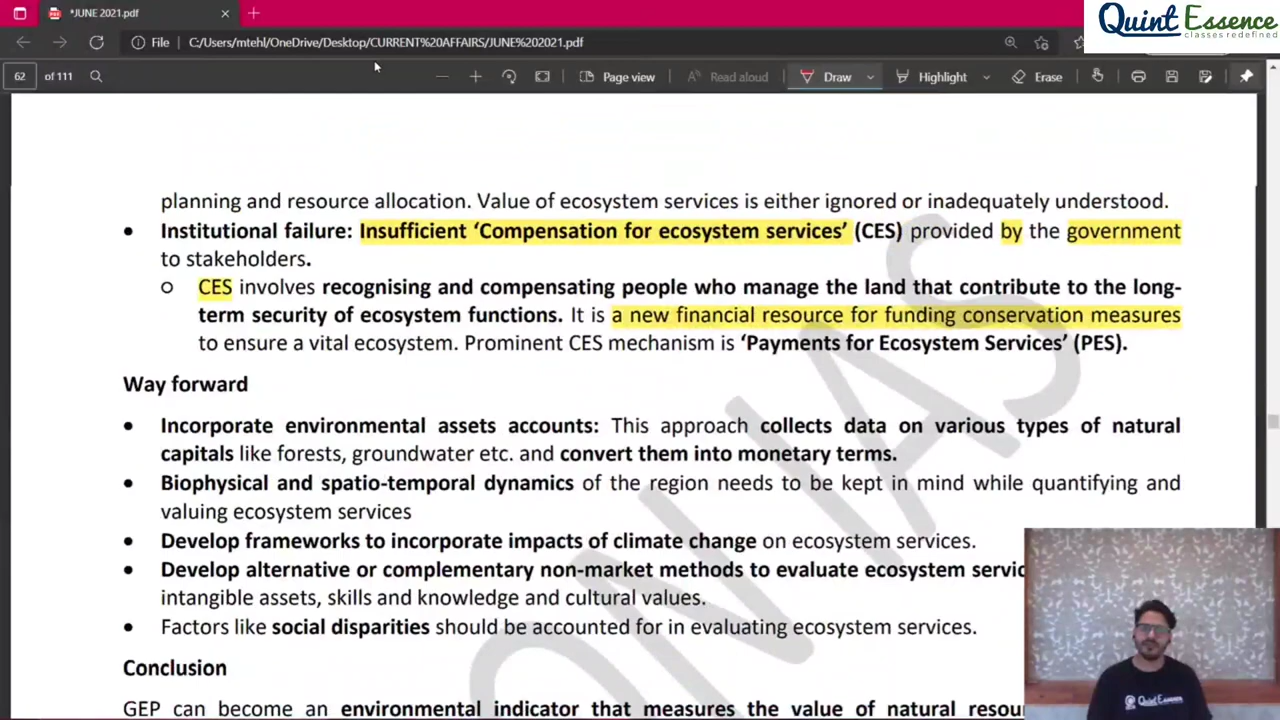 *JUNE 2021.pdf
Quint Essence
classes redefined
File C:/Users/mtehl/OneDrive/Desktop/CURRENT%20AFFAIRS/JUNE%202021.pdf
62 of 111 Page view Read aloud Draw Highlight Erase
planning and resource allocation. Value of ecosystem services is either ignored or inadequately understood.
• Institutional failure: Insufficient ‘Compensation for ecosystem services’ (CES) provided by the government
to stakeholders.
o CES involves recognising and compensating people who manage the land that contribute to the long-
term security of ecosystem functions. It is a new financial resource for funding conservation measures
to ensure a vital ecosystem. Prominent CES mechanism is ‘Payments for Ecosystem Services’ (PES).
Way forward
• Incorporate environmental assets accounts: This approach collects data on various types of natural
capitals like forests, groundwater etc. and convert them into monetary terms.
• Biophysical and spatio-temporal dynamics of the region needs to be kept in mind while quantifying and
valuing ecosystem services
• Develop frameworks to incorporate impacts of climate change on ecosystem services.
• Develop alternative or complementary non-market methods to evaluate ecosystem servic
intangible assets, skills and knowledge and cultural values.
• Factors like social disparities should be accounted for in evaluating ecosystem services.
Conclusion
GEP can become an environmental indicator that measures the value of natural resou
ON IAS
Quint Essence